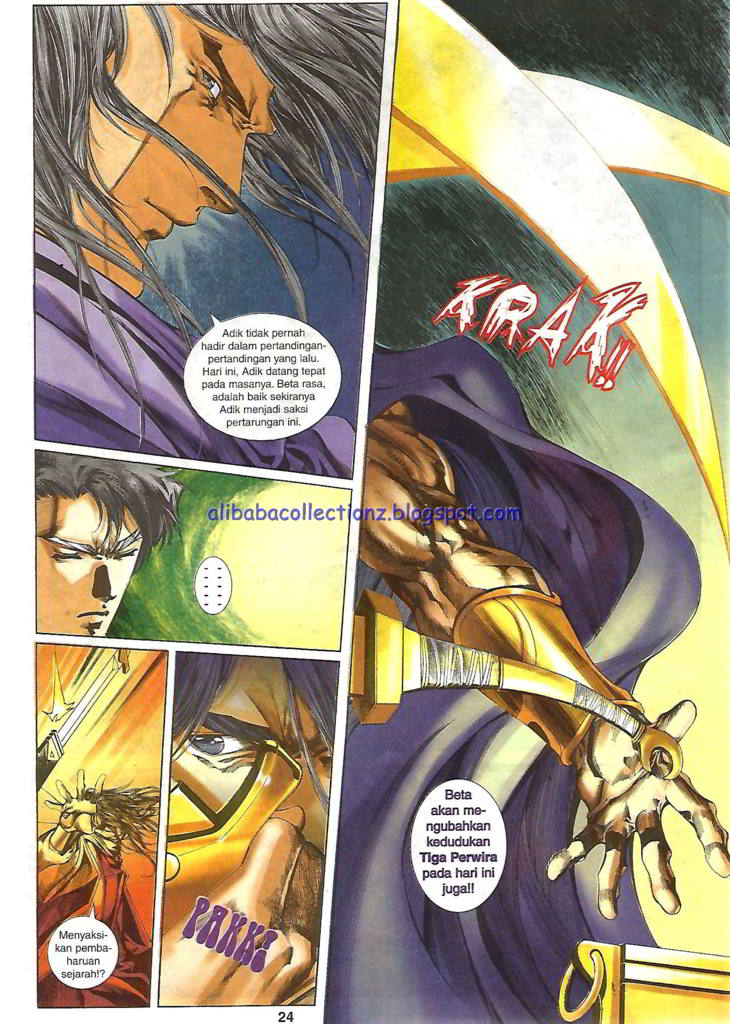 Adik tidak pernah
hadir dalam pertandingan-
pertandingan yang lalu.
Hari ini, Adik datang tepat
pada masanya. Beta rasa,
adalah baik sekiranya
Adik menjadi saksi
pertarungan ini.
KRAK!!
alibabacollectionz.blogspot.com
Menyaksi-
kan pemba-
haruan
sejarah!?
PAKK!
Beta
akan me-
ngubahkan
kedudukan
Tiga Perwira
pada hari ini
juga!!
24